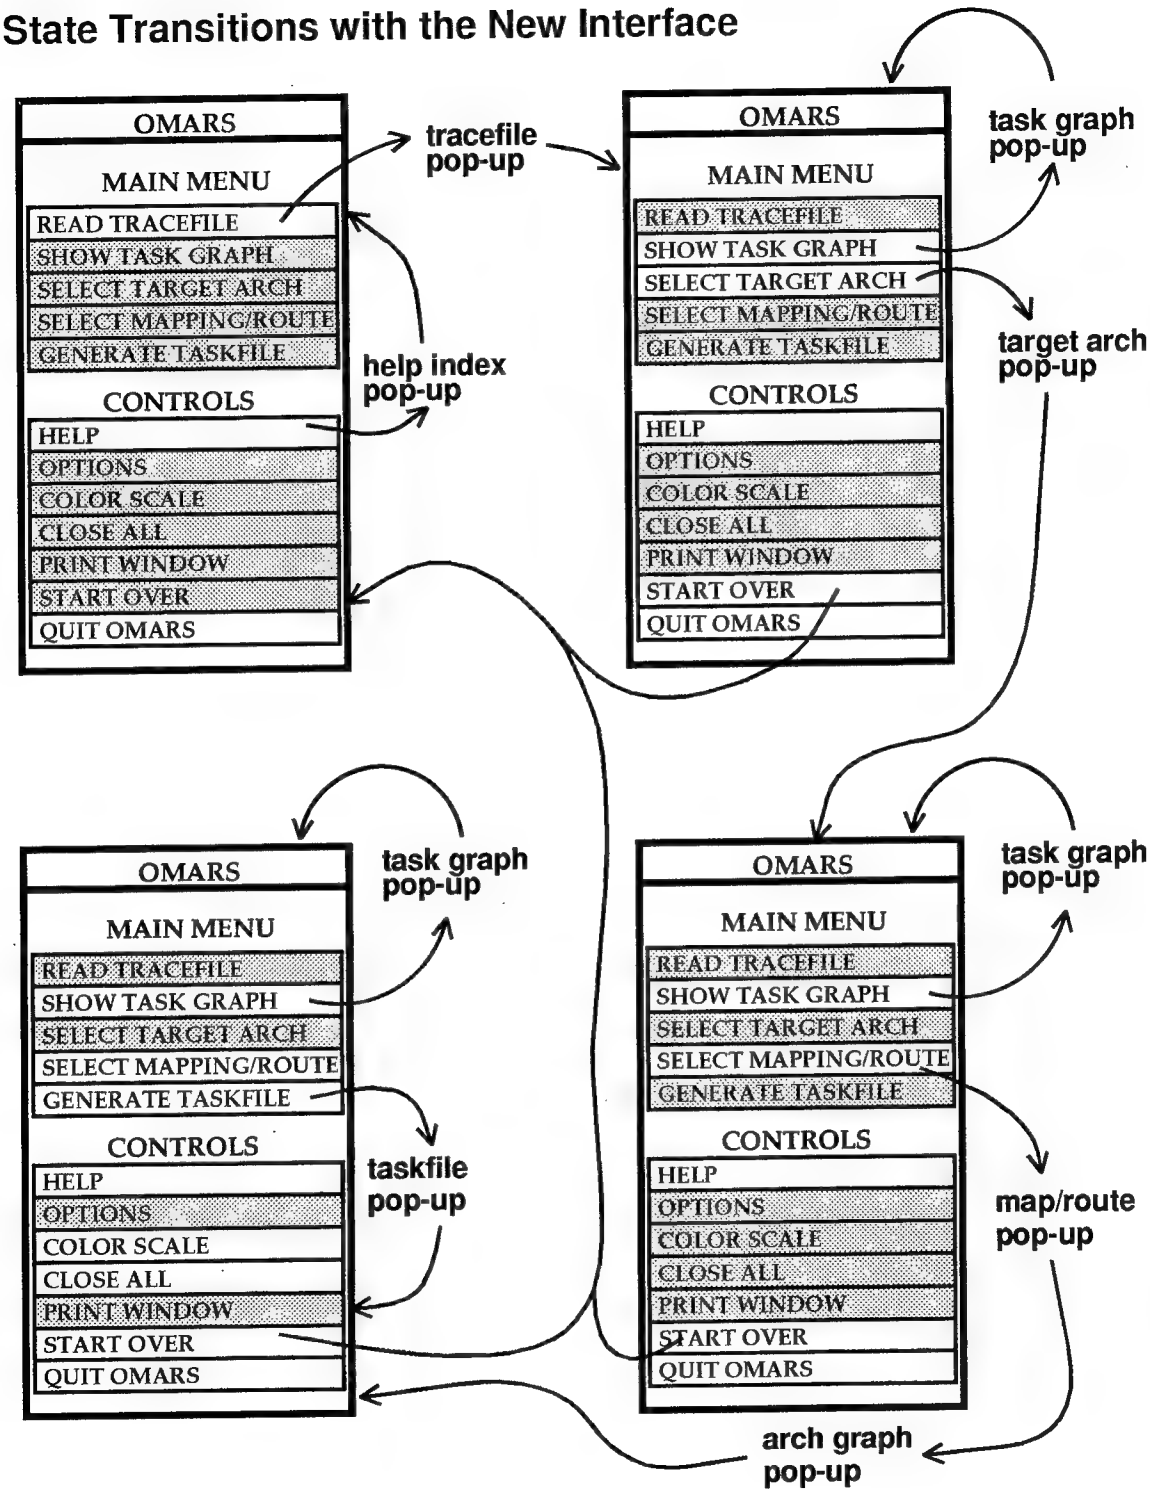 State Transitions with the New Interface
OMARS
MAIN MENU
READ TRACEFILE
SHOW TASK GRAPH
SELECT TARGET ARCH
SELECT MAPPING/ROUTE
GENERATE TASKFILE
CONTROLS
HELP
OPTIONS
COLOR SCALE
CLOSE ALL
PRINT WINDOW
START OVER
QUIT OMARS
tracefile
pop-up
help index
pop-up
OMARS
MAIN MENU
READ TRACEFILE
SHOW TASK GRAPH
SELECT TARGET ARCH
SELECT MAPPING/ROUTE
GENERATE TASKFILE
CONTROLS
HELP
OPTIONS
COLOR SCALE
CLOSE ALL
PRINT WINDOW
START OVER
QUIT OMARS
task graph
pop-up
target arch
pop-up
OMARS
MAIN MENU
READ TRACEFILE
SHOW TASK GRAPH
SELECT TARGET ARCH
SELECT MAPPING/ROUTE
GENERATE TASKFILE
CONTROLS
HELP
OPTIONS
COLOR SCALE
CLOSE ALL
PRINT WINDOW
START OVER
QUIT OMARS
task graph
pop-up
taskfile
pop-up
OMARS
MAIN MENU
READ TRACEFILE
SHOW TASK GRAPH
SELECT TARGET ARCH
SELECT MAPPING/ROUTE
GENERATE TASKFILE
CONTROLS
HELP
OPTIONS
COLOR SCALE
CLOSE ALL
PRINT WINDOW
START OVER
QUIT OMARS
task graph
pop-up
map/route
pop-up
arch graph
pop-up